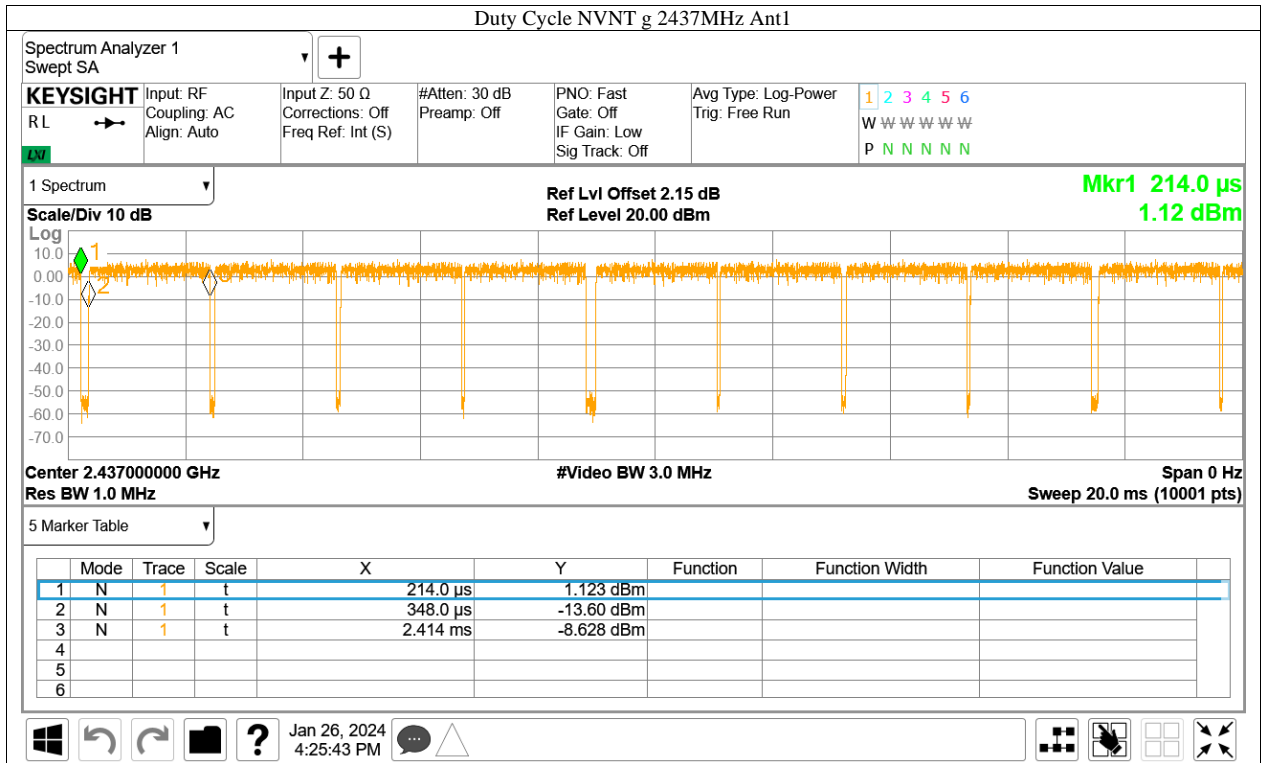 Duty Cycle NVNT g 2437MHz Ant1
Spectrum Analyzer 1
Swept SA
KEYSIGHT
R L
LXI
Input: RF
Coupling: AC
Align: Auto
Input Z: 50 Ω
Corrections: Off
Freq Ref: Int (S)
#Atten: 30 dB
Preamp: Off
PNO: Fast
Gate: Off
IF Gain: Low
Sig Track: Off
Avg Type: Log-Power
Trig: Free Run
1 2 3 4 5 6
W W W W W W
P N N N N N
1 Spectrum
Scale/Div 10 dB
Ref Lvl Offset 2.15 dB
Ref Level 20.00 dBm
Mkr1 214.0 µs
1.12 dBm
Log
10.0
0.00
-10.0
-20.0
-30.0
-40.0
-50.0
-60.0
-70.0
1
2
3
Center 2.437000000 GHz
Res BW 1.0 MHz
#Video BW 3.0 MHz
Span 0 Hz
Sweep 20.0 ms (10001 pts)
5 Marker Table
Mode Trace Scale X Y Function Function Width Function Value
1 N 1 t 214.0 µs 1.123 dBm
2 N 1 t 348.0 µs -13.60 dBm
3 N 1 t 2.414 ms -8.628 dBm
4
5
6
?
Jan 26, 2024
4:25:43 PM